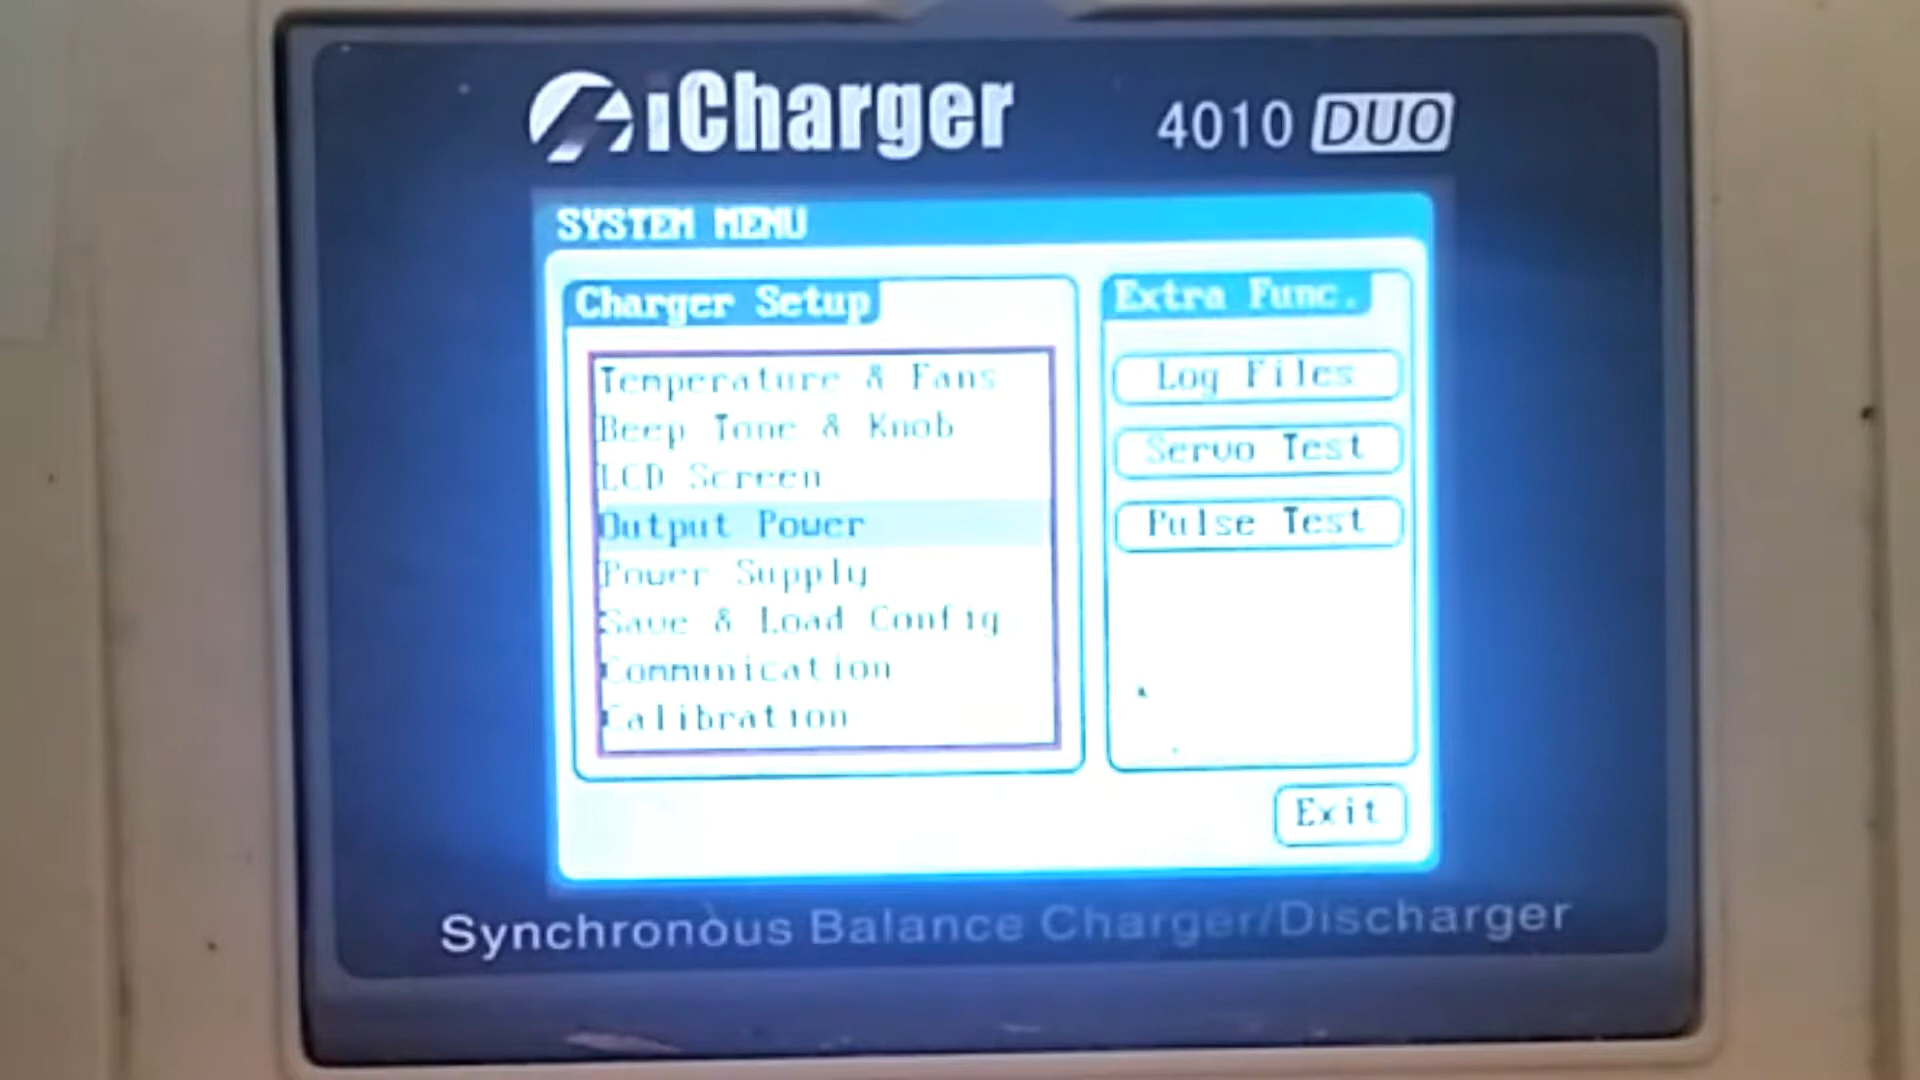 iCharger
4010 DUO
SYSTEM MENU
Charger Setup
Temperature & Fans
Beep Tone & Knob
LCD Screen
Output Power
Power Supply
Save & Load Config
Communication
Calibration
Extra Func.
Log Files
Servo Test
Pulse Test
Exit
Synchronous Balance Charger/Discharger